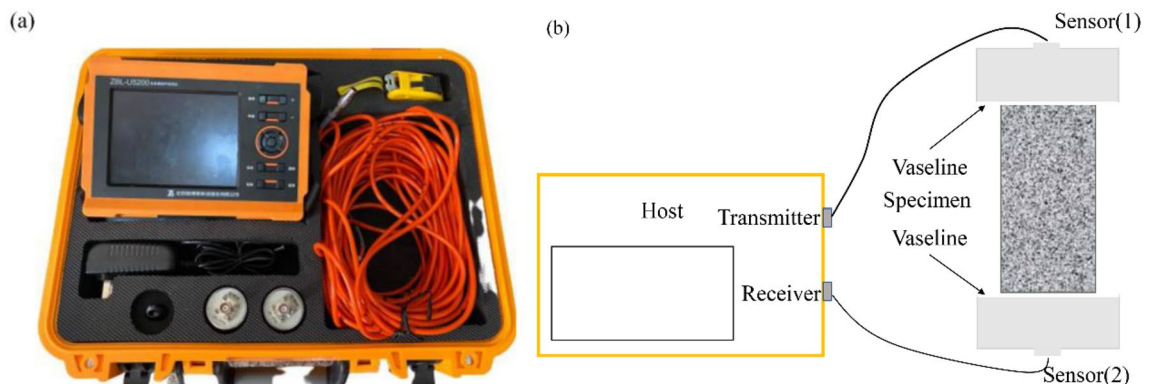 (a)
ZBL-U5200
(b)
Sensor(1)
Vaseline
Specimen
Vaseline
Host
Transmitter
Receiver
Sensor(2)